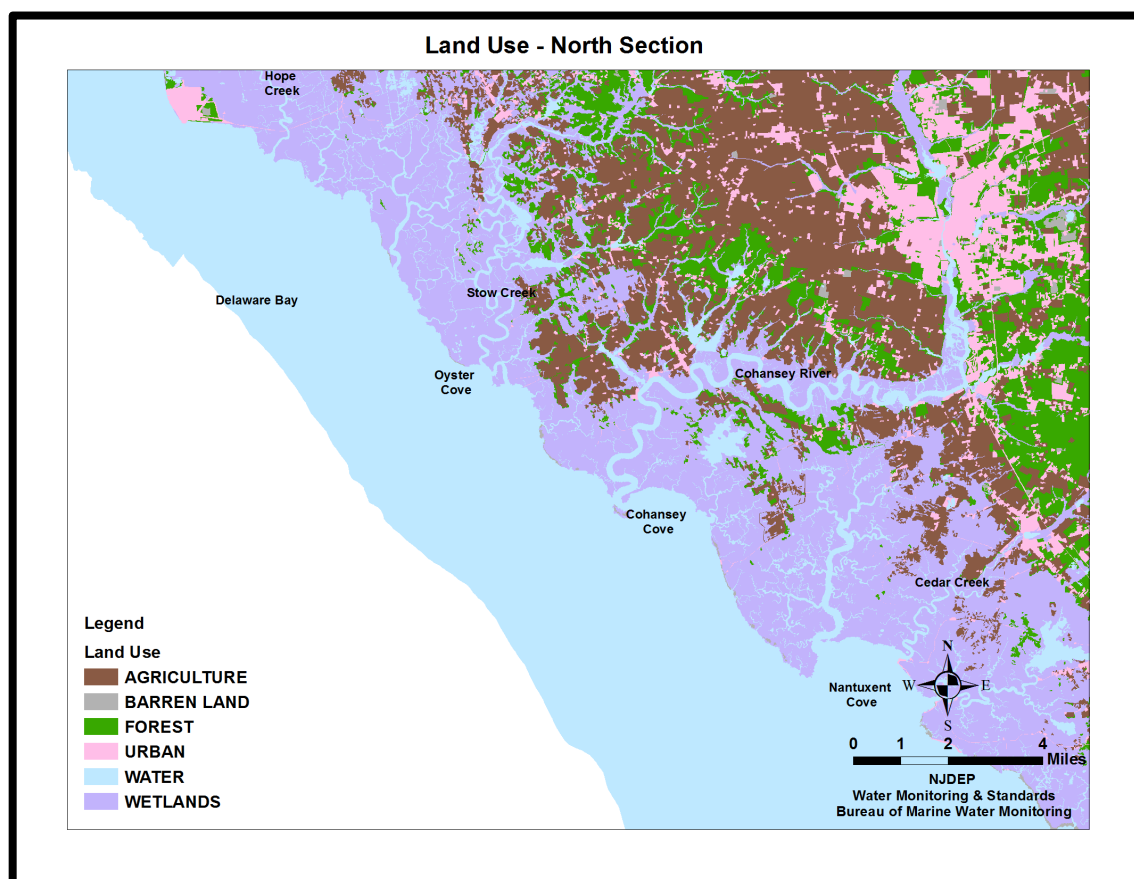 Land Use - North Section
Hope
Creek
Stow Creek
Delaware Bay
Oyster
Cove
Cohansey River
Cohansey
Cove
Cedar Creek
Legend
Land Use
AGRICULTURE
BARREN LAND
FOREST
URBAN
WATER
WETLANDS
Nantuxent
Cove
N
W
E
S
0 1 2 4
Miles
NJDEP
Water Monitoring & Standards
Bureau of Marine Water Monitoring